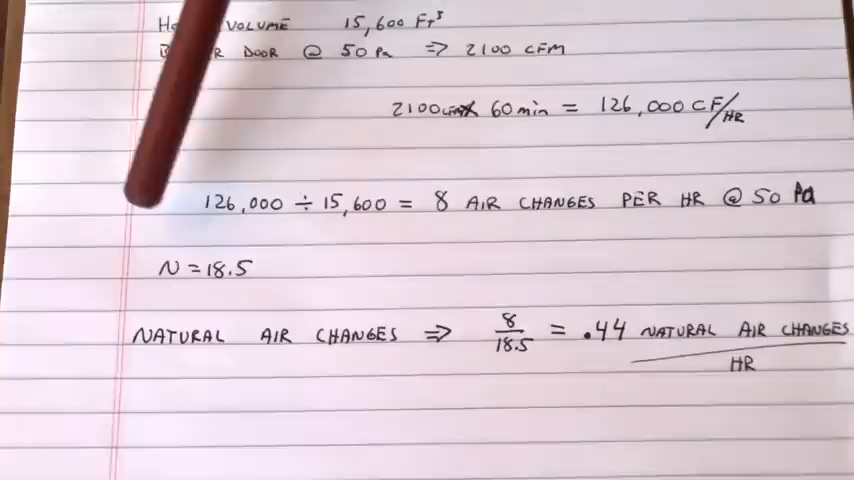 VOLUME 15,600 FT³
DOOR @ 50 Pa ⇒ 2100 CFM
2100 CFM X 60 min = 126,000 CF/HR
126,000 ÷ 15,600 = 8 AIR CHANGES PER HR @ 50 Pa
N = 18.5
NATURAL AIR CHANGES ⇒ 8/18.5 = .44 NATURAL AIR CHANGES/HR